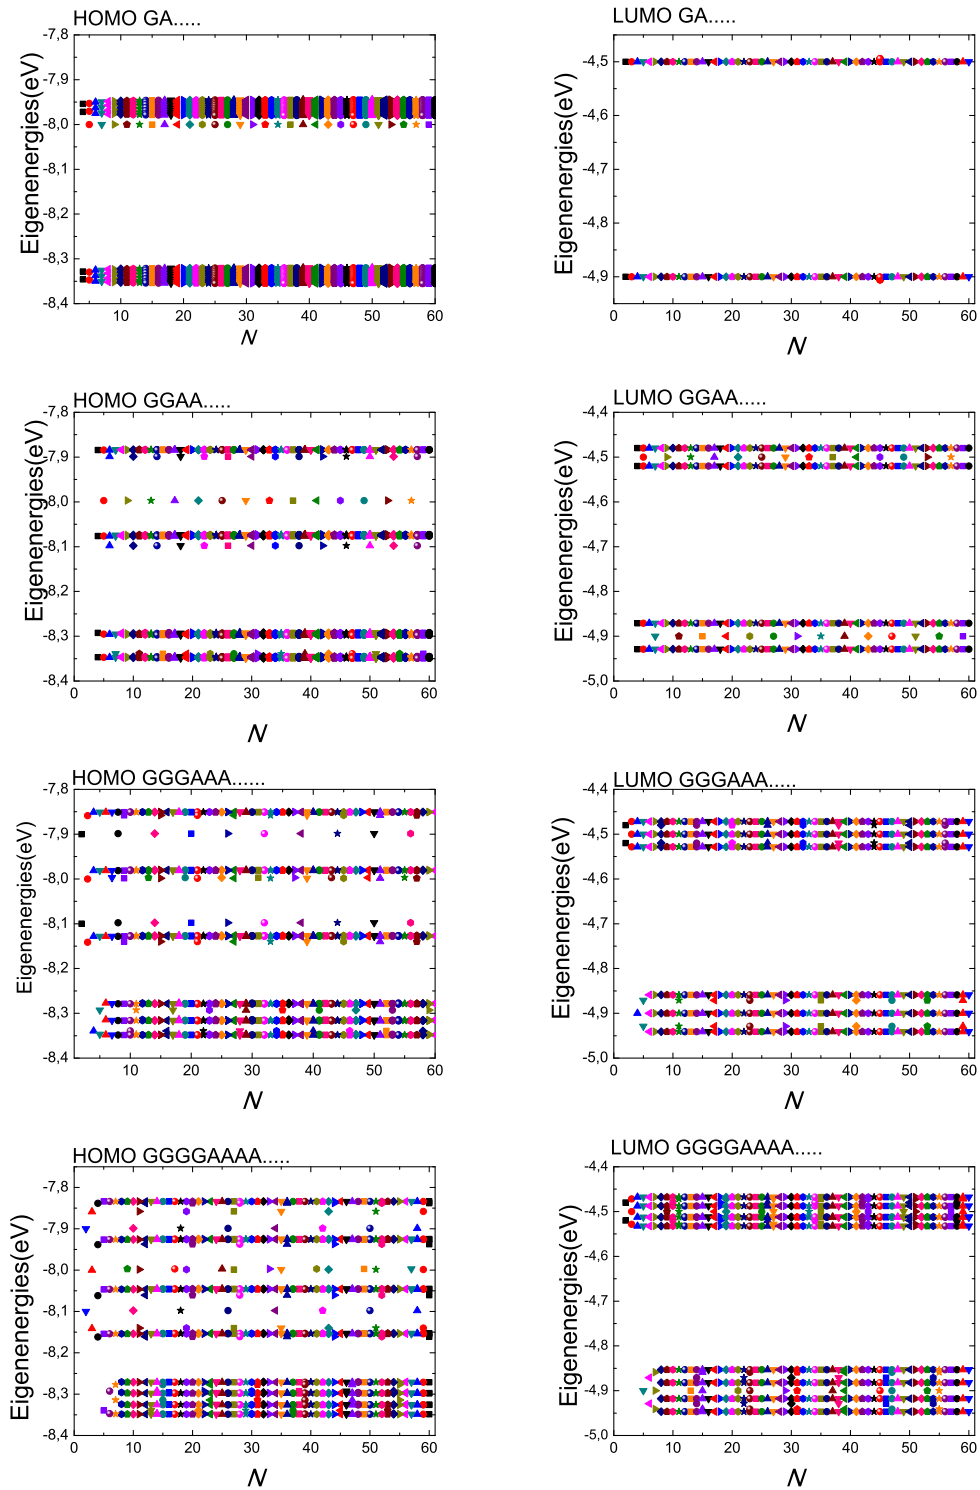 HOMO GA.....
Eigenenergies(eV)
-7,8
-7,9
-8,0
-8,1
-8,2
-8,3
-8,4
10 20 30 40 50 60
N
LUMO GA.....
Eigenenergies(eV)
-4,5
-4,6
-4,7
-4,8
-4,9
0 10 20 30 40 50 60
N
HOMO GGAA.....
Eigenenergies(eV)
-7,8
-7,9
-8,0
-8,1
-8,2
-8,3
-8,4
0 10 20 30 40 50 60
N
LUMO GGAA.....
Eigenenergies(eV)
-4,4
-4,5
-4,6
-4,7
-4,8
-4,9
-5,0
0 10 20 30 40 50 60
N
HOMO GGGAAA......
Eigenenergies(eV)
-7,8
-7,9
-8,0
-8,1
-8,2
-8,3
-8,4
0 10 20 30 40 50 60
N
LUMO GGGAAA.....
Eigenenergies(eV)
-4,4
-4,5
-4,6
-4,7
-4,8
-4,9
-5,0
0 10 20 30 40 50 60
N
HOMO GGGGAAAA.....
Eigenenergies(eV)
-7,8
-7,9
-8,0
-8,1
-8,2
-8,3
-8,4
0 10 20 30 40 50 60
N
LUMO GGGGAAAA.....
Eigenenergies(eV)
-4,4
-4,5
-4,6
-4,7
-4,8
-4,9
-5,0
0 10 20 30 40 50 60
N